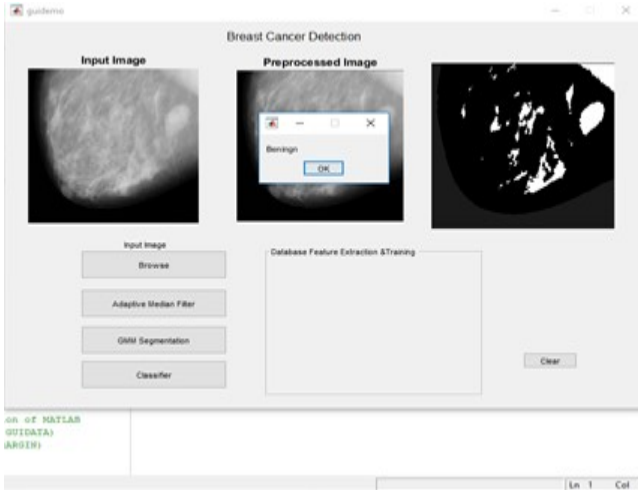 guidemo
Breast Cancer Detection
Input Image
Preprocessed Image
Beningn
OK
Input Image
Browse
Adaptive Median Filter
GMM Segmentation
Classifier
Database Feature Extraction &Training
Clear
on of MATLAB
GUIDATA)
ARGIN)
Ln 1 Col